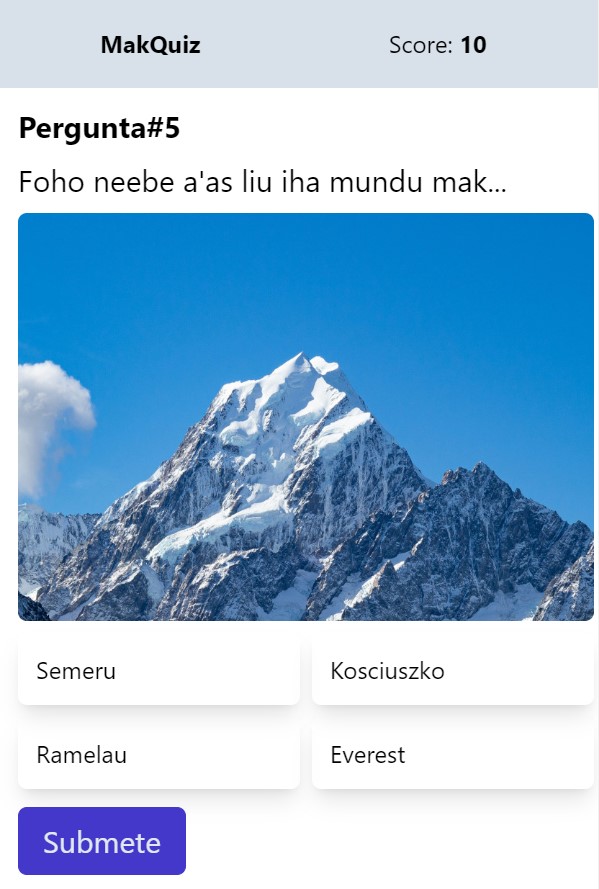 MakQuiz
Score: 10
Pergunta#5
Foho neebe a'as liu iha mundu mak...
Semeru
Kosciuszko
Ramelau
Everest
Submete